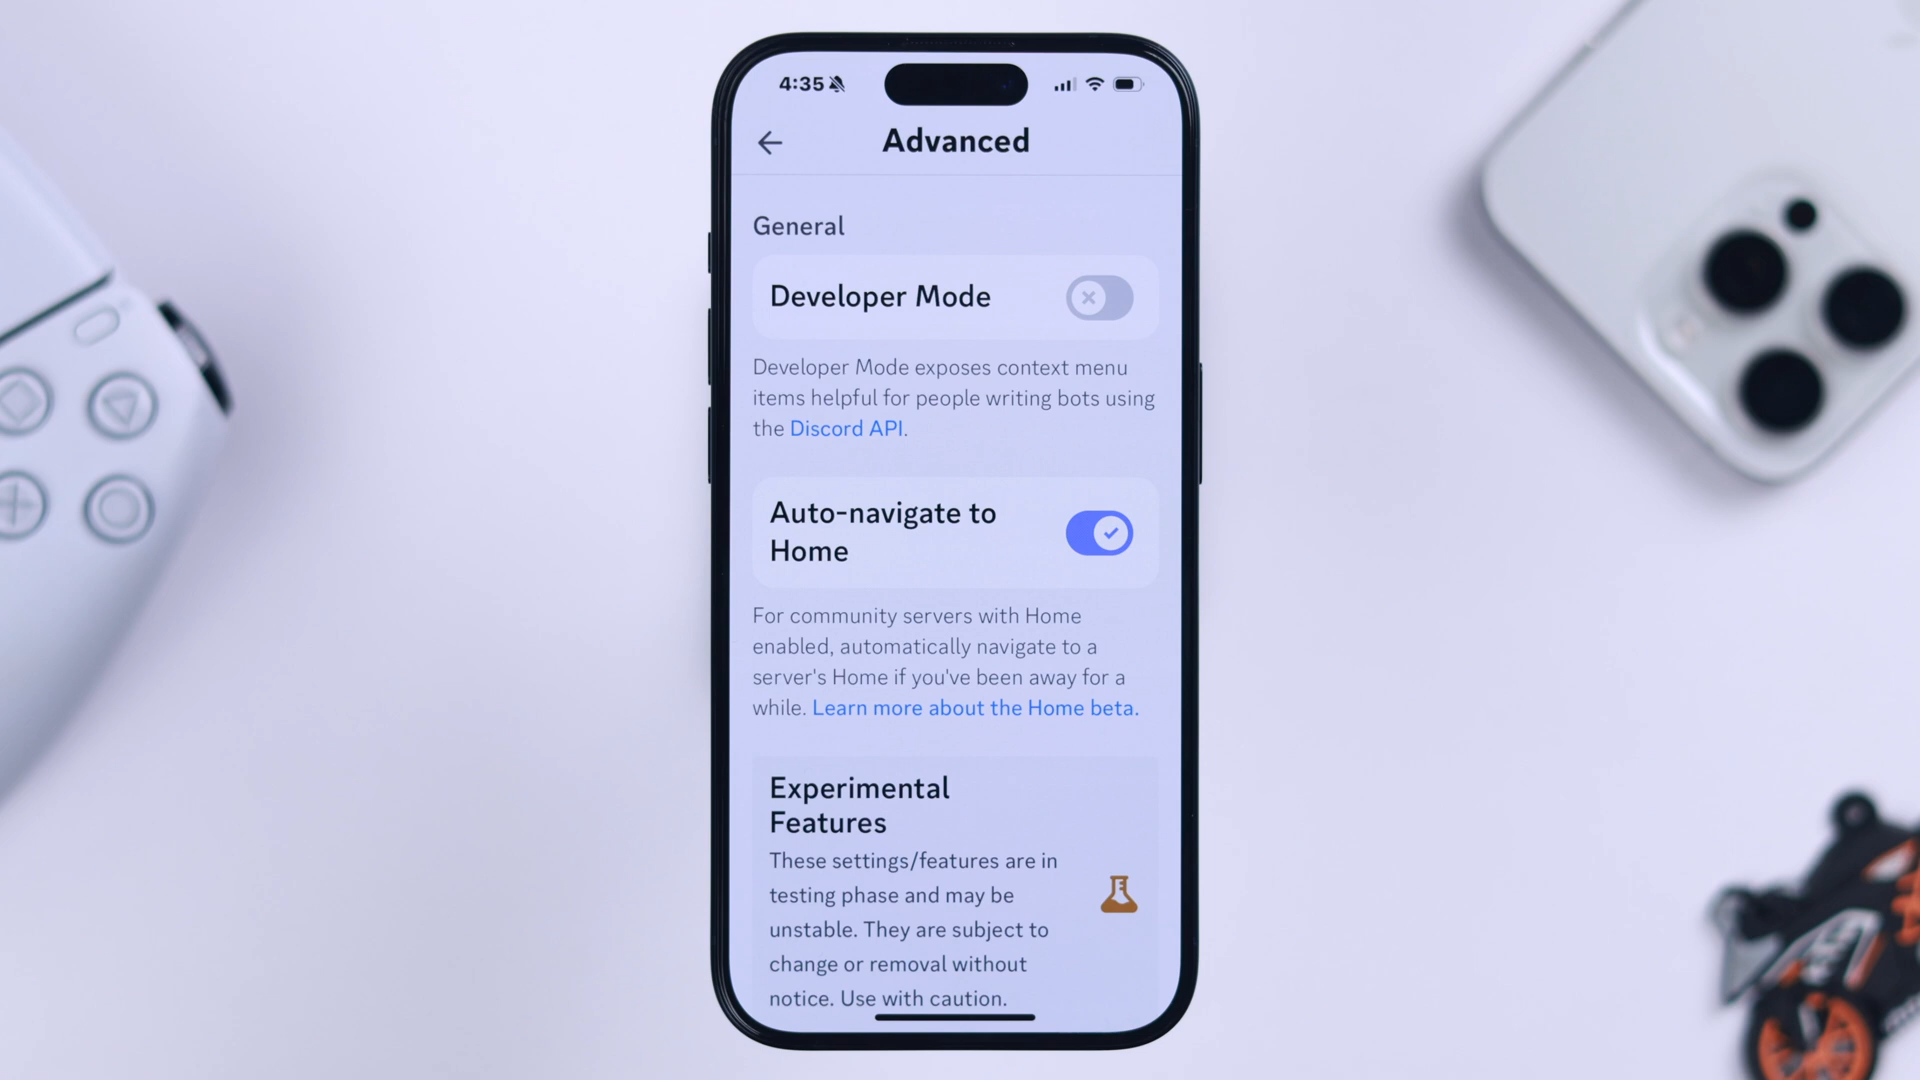 4:35
Advanced
General
Developer Mode
Developer Mode exposes context menu
items helpful for people writing bots using
the Discord API.
Auto-navigate to
Home
For community servers with Home
enabled, automatically navigate to a
server's Home if you've been away for a
while. Learn more about the Home beta.
Experimental
Features
These settings/features are in
testing phase and may be
unstable. They are subject to
change or removal without
notice. Use with caution.